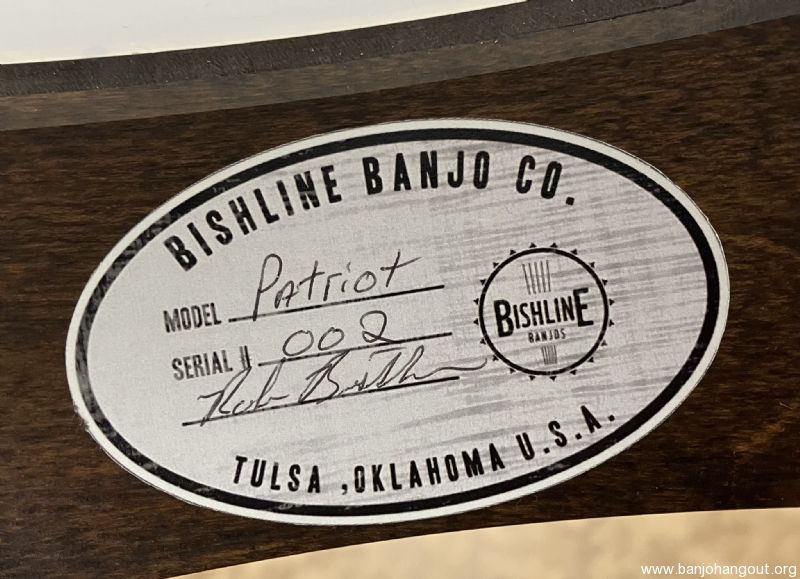 BISHLINE BANJO CO.
MODEL Patriot
SERIAL # 002
BISHLINE
BANJOS
TULSA ,OKLAHOMA U.S.A.
www.banjohangout.org